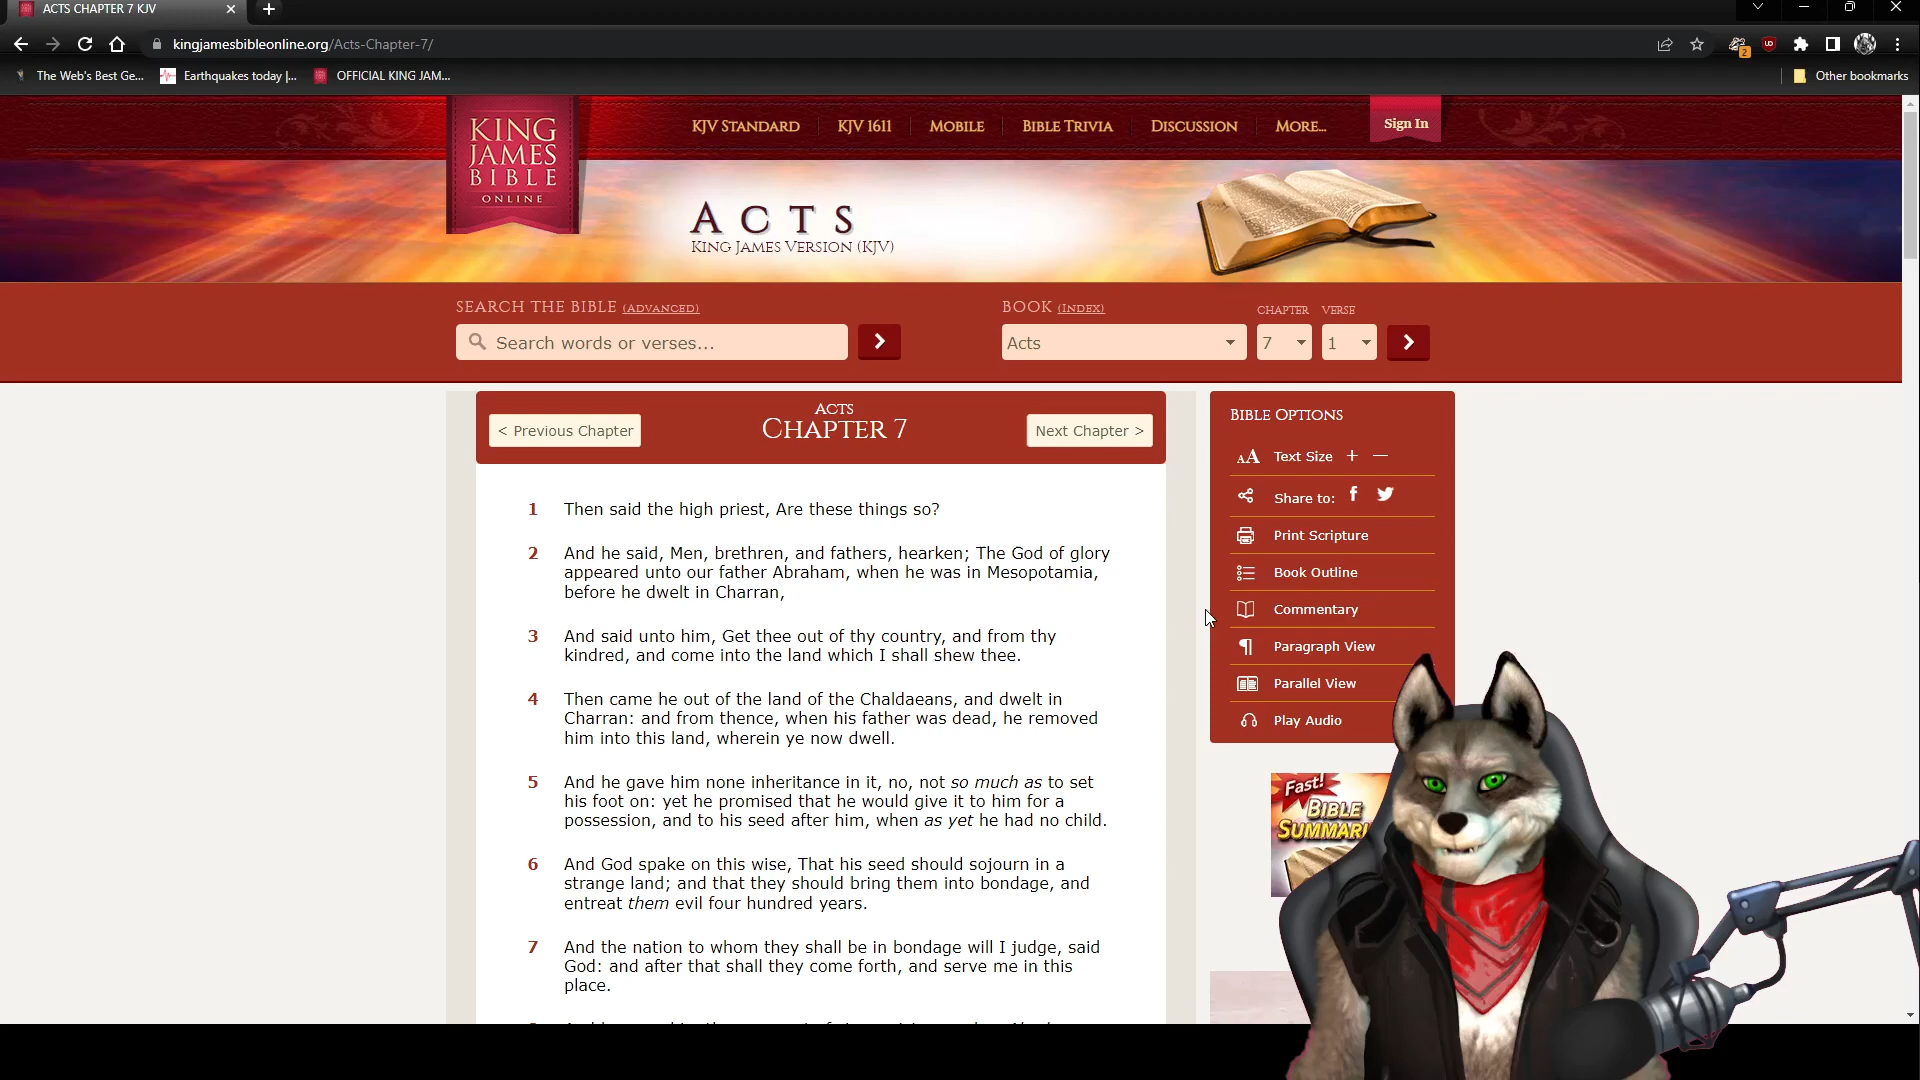 ACTS CHAPTER 7 KJV
kingjamesbibleonline.org/Acts-Chapter-7/
2
UD
The Web's Best Ge...
Earthquakes today |...
OFFICIAL KING JAM...
Other bookmarks
KING
JAMES
BIBLE
ONLINE
KJV STANDARD
KJV 1611
MOBILE
BIBLE TRIVIA
DISCUSSION
MORE...
Sign In
ACTS
KING JAMES VERSION (KJV)
SEARCH THE BIBLE (ADVANCED)
Search words or verses...
BOOK (INDEX)
CHAPTER
VERSE
Acts
7
1
< Previous Chapter
ACTS
CHAPTER 7
Next Chapter >
1 Then said the high priest, Are these things so?
2 And he said, Men, brethren, and fathers, hearken; The God of glory
appeared unto our father Abraham, when he was in Mesopotamia,
before he dwelt in Charran,
3 And said unto him, Get thee out of thy country, and from thy
kindred, and come into the land which I shall shew thee.
4 Then came he out of the land of the Chaldaeans, and dwelt in
Charran: and from thence, when his father was dead, he removed
him into this land, wherein ye now dwell.
5 And he gave him none inheritance in it, no, not so much as to set
his foot on: yet he promised that he would give it to him for a
possession, and to his seed after him, when as yet he had no child.
6 And God spake on this wise, That his seed should sojourn in a
strange land; and that they should bring them into bondage, and
entreat them evil four hundred years.
7 And the nation to whom they shall be in bondage will I judge, said
God: and after that shall they come forth, and serve me in this
place.
BIBLE OPTIONS
AA Text Size + —
Share to:
Print Scripture
Book Outline
Commentary
Paragraph View
Parallel View
Play Audio
Fast!
BIBLE